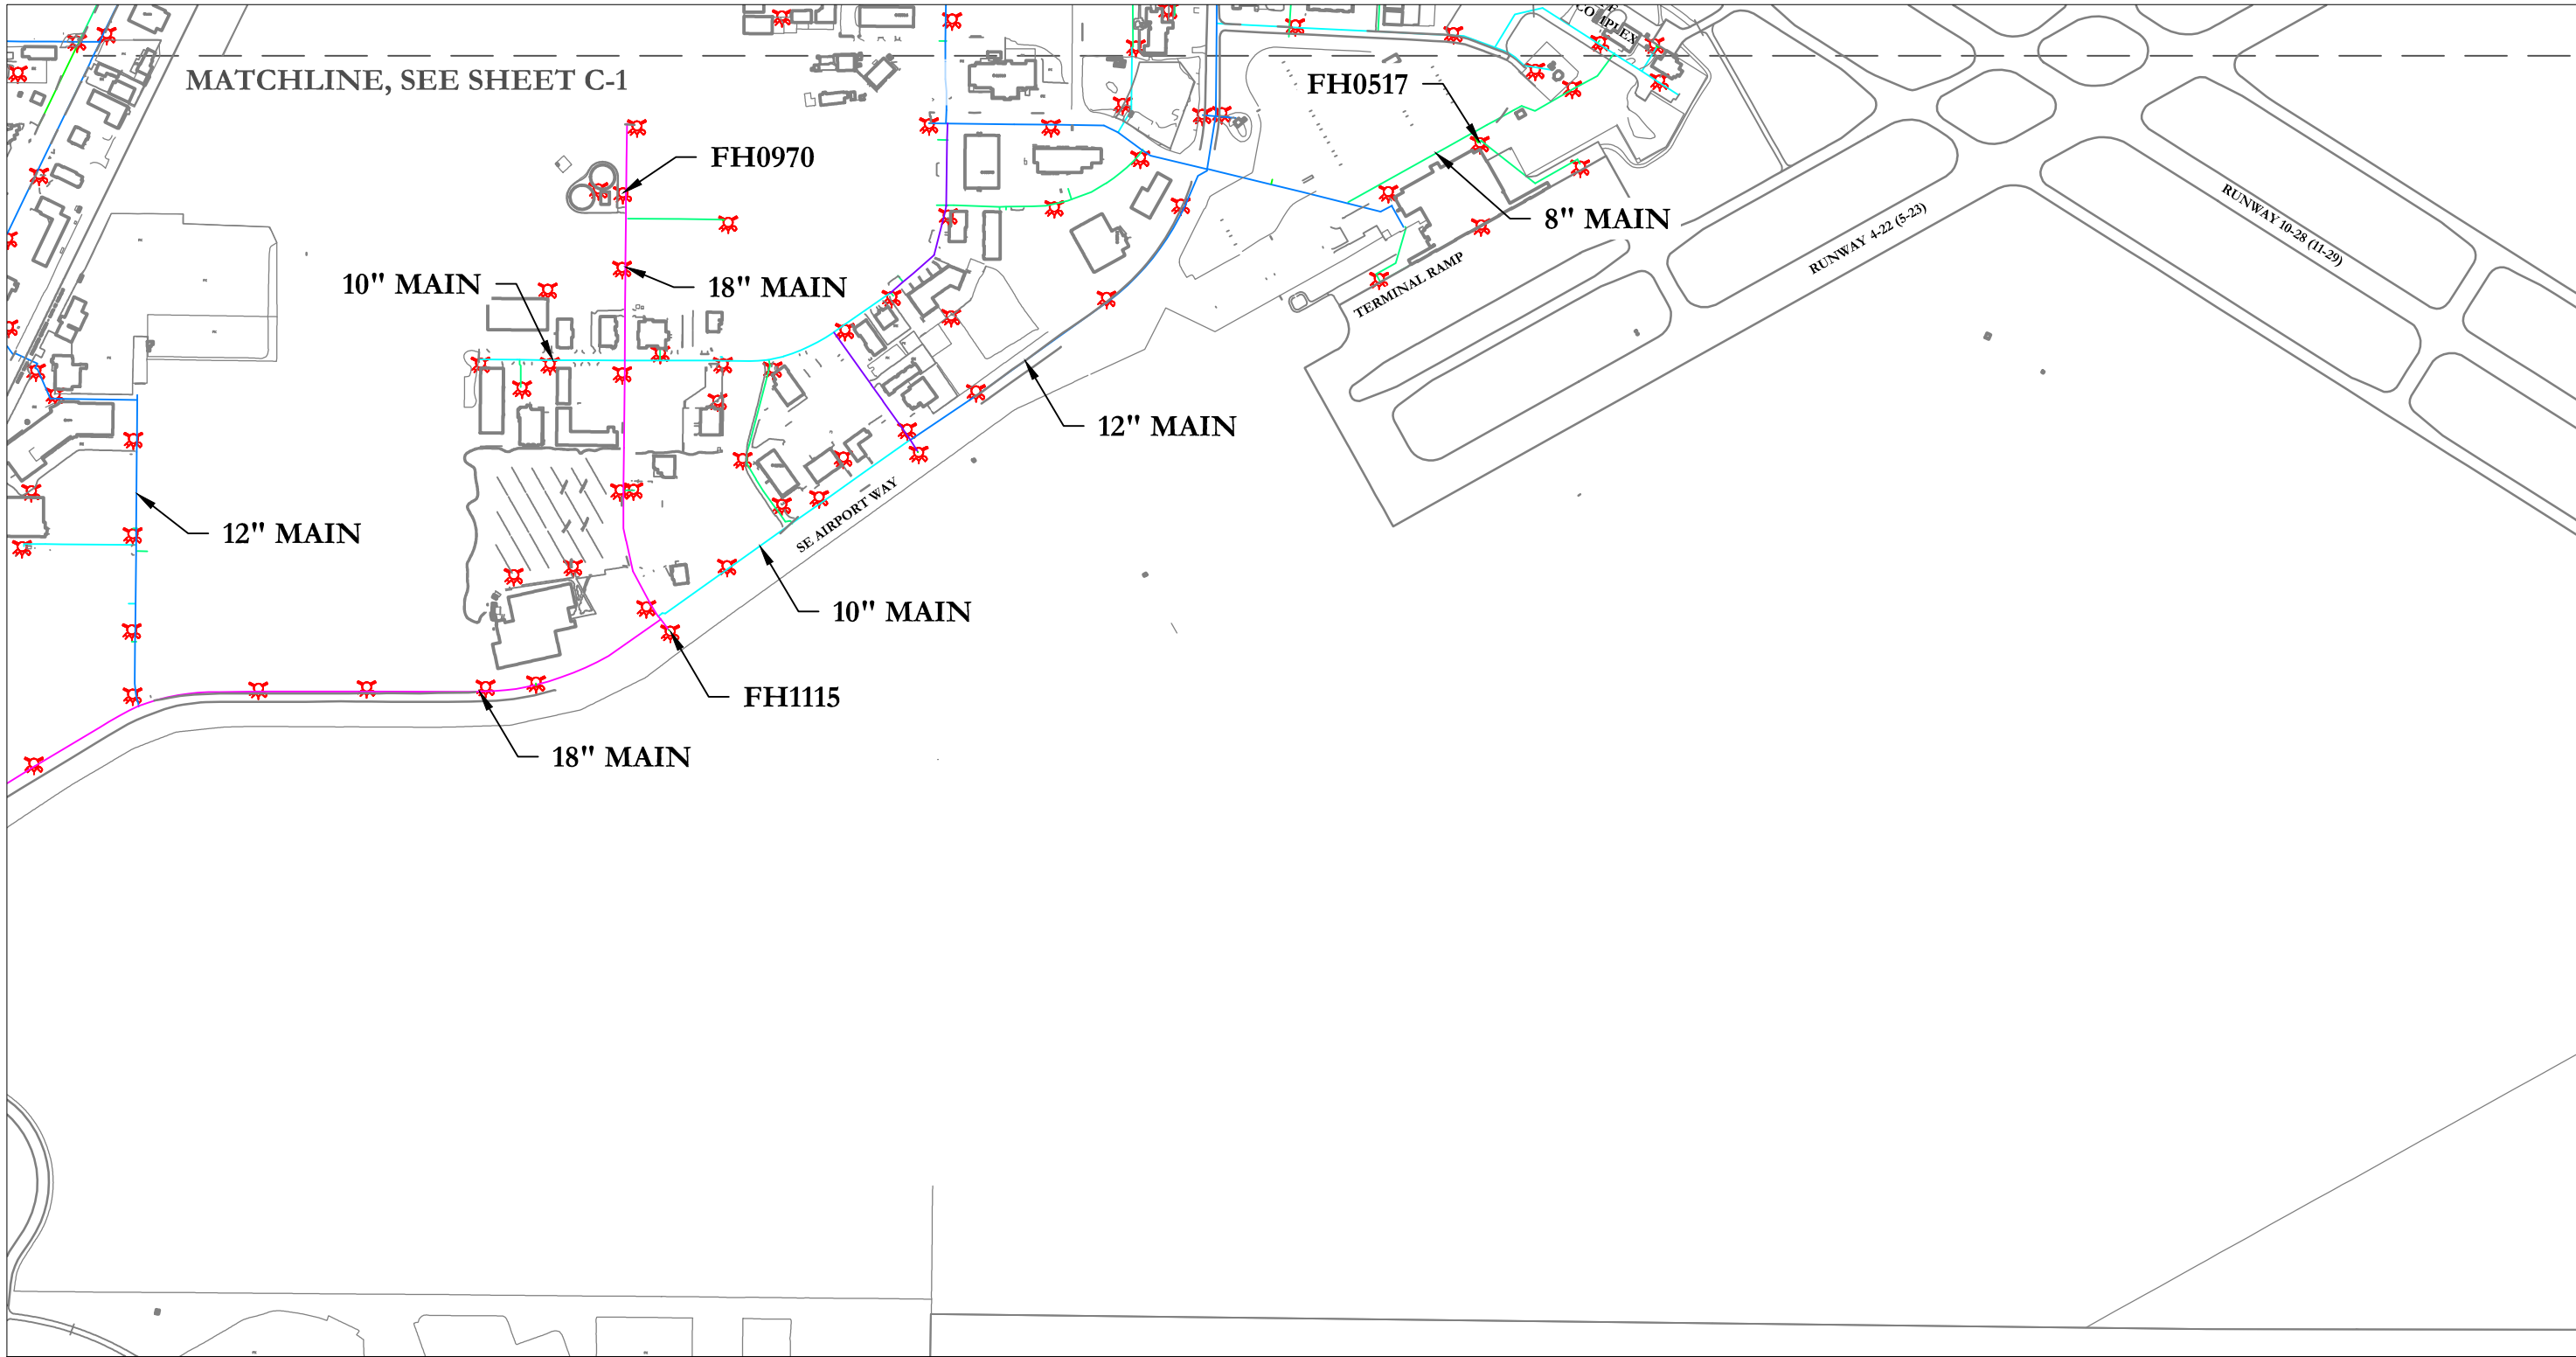 COMPLEX
MATCHLINE, SEE SHEET C-1
FH0517
FH0970
8" MAIN
RUNWAY 10-28 (11-29)
RUNWAY 4-22 (5-23)
TERMINAL RAMP
10" MAIN
18" MAIN
12" MAIN
SE AIRPORT WAY
12" MAIN
10" MAIN
FH1115
18" MAIN